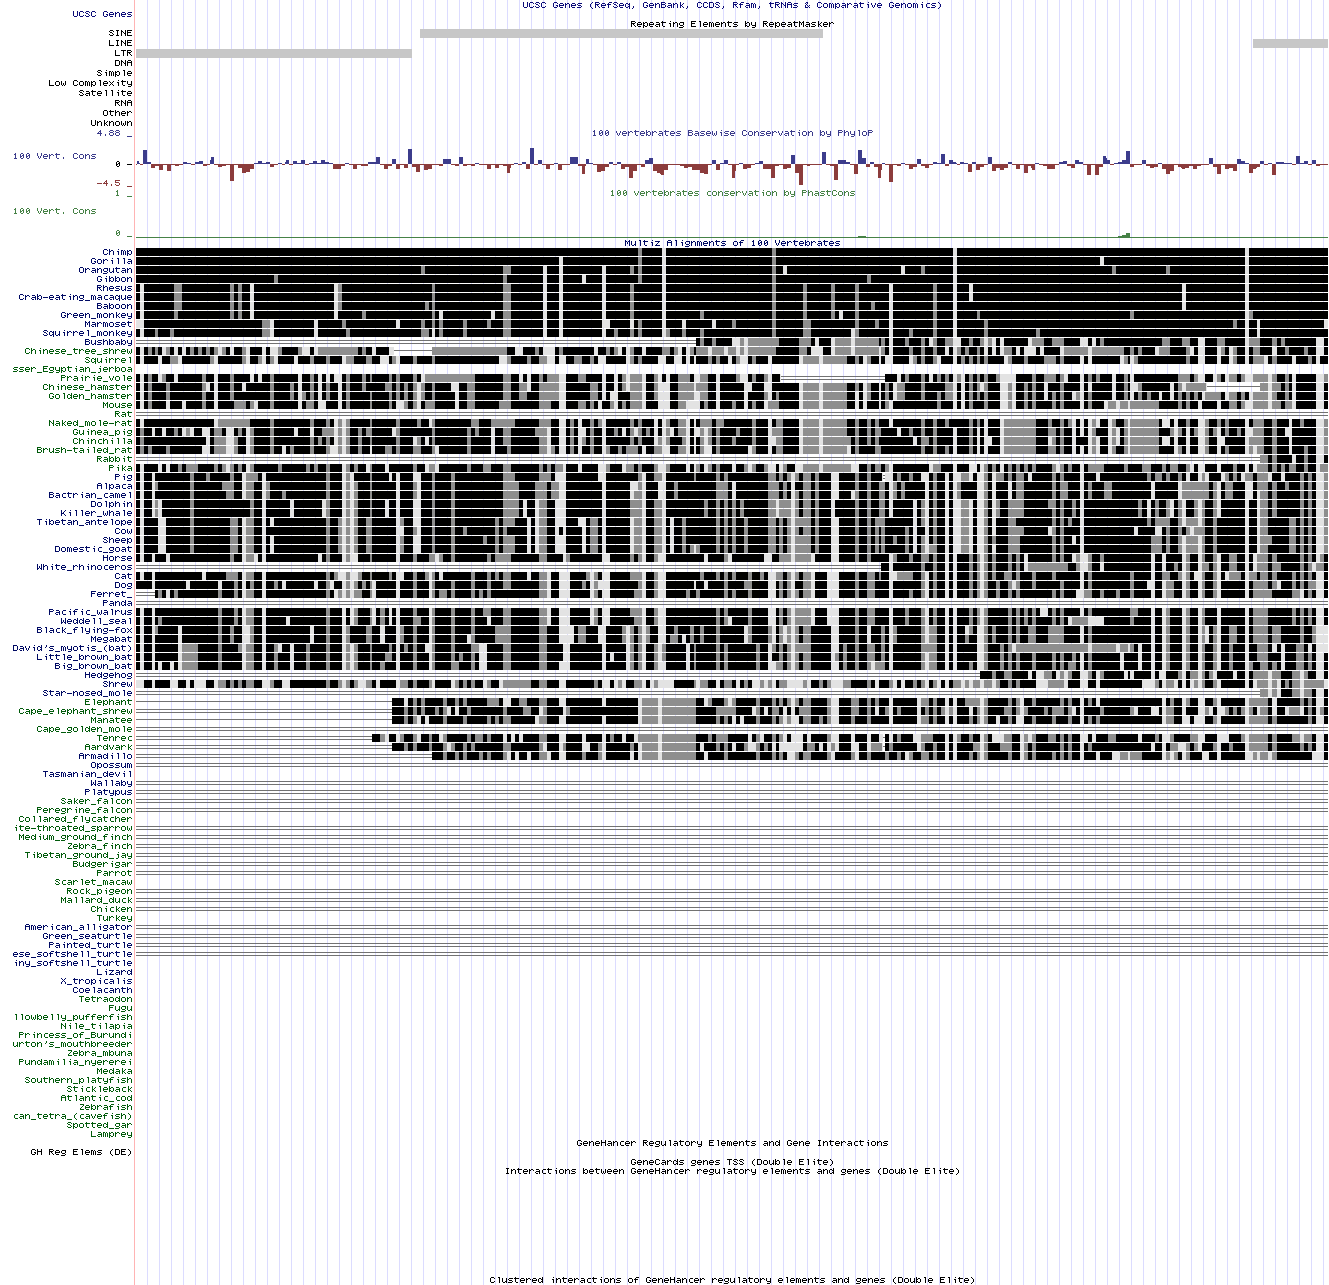 UCSC Genes (RefSeq, GenBank, CCDS, Rfam, tRNAs & Comparative Genomics)
UCSC Genes
Repeating Elements by RepeatMasker
SINE
LINE
LTR
DNA
Simple
Low Complexity
Satellite
RNA
Other
Unknown
4.88 _
100 vertebrates Basewise Conservation by PhyloP
100 Vert. Cons
0 _
-4.5 _
100 vertebrates conservation by PhastCons
1 _
100 Vert. Cons
0 _
Multiz Alignments of 100 Vertebrates
Chimp
Gorilla
Orangutan
Gibbon
Rhesus
Crab-eating_macaque
Baboon
Green_monkey
Marmoset
Squirrel_monkey
Bushbaby
Chinese_tree_shrew
Squirrel
sser_Egyptian_jerboa
Prairie_vole
Chinese_hamster
Golden_hamster
Mouse
Rat
Naked_mole-rat
Guinea_pig
Chinchilla
Brush-tailed_rat
Rabbit
Pika
Pig
Alpaca
Bactrian_camel
Dolphin
Killer_whale
Tibetan_antelope
Cow
Sheep
Domestic_goat
Horse
White_rhinoceros
Cat
Dog
Ferret_
Panda
Pacific_walrus
Weddell_seal
Black_flying-fox
Megabat
David's_myotis_(bat)
Little_brown_bat
Big_brown_bat
Hedgehog
Shrew
Star-nosed_mole
Elephant
Cape_elephant_shrew
Manatee
Cape_golden_mole
Tenrec
Aardvark
Armadillo
Opossum
Tasmanian_devil
Wallaby
Platypus
Saker_falcon
Peregrine_falcon
Collared_flycatcher
ite-throated_sparrow
Medium_ground_finch
Zebra_finch
Tibetan_ground_jay
Budgerigar
Parrot
Scarlet_macaw
Rock_pigeon
Mallard_duck
Chicken
Turkey
American_alligator
Green_seaturtle
Painted_turtle
ese_softshell_turtle
iny_softshell_turtle
Lizard
X_tropicalis
Coelacanth
Tetraodon
Fugu
llowbelly_pufferfish
Nile_tilapia
Princess_of_Burundi
urton's_mouthbreeder
Zebra_mbuna
Pundamilia_nyererei
Medaka
Southern_platyfish
Stickleback
Atlantic_cod
Zebrafish
can_tetra_(cavefish)
Spotted_gar
Lamprey
GeneHancer Regulatory Elements and Gene Interactions
GH Reg Elems (DE)
GeneCards genes TSS (Double Elite)
Interactions between GeneHancer regulatory elements and genes (Double Elite)
Clustered interactions of GeneHancer regulatory elements and genes (Double Elite)